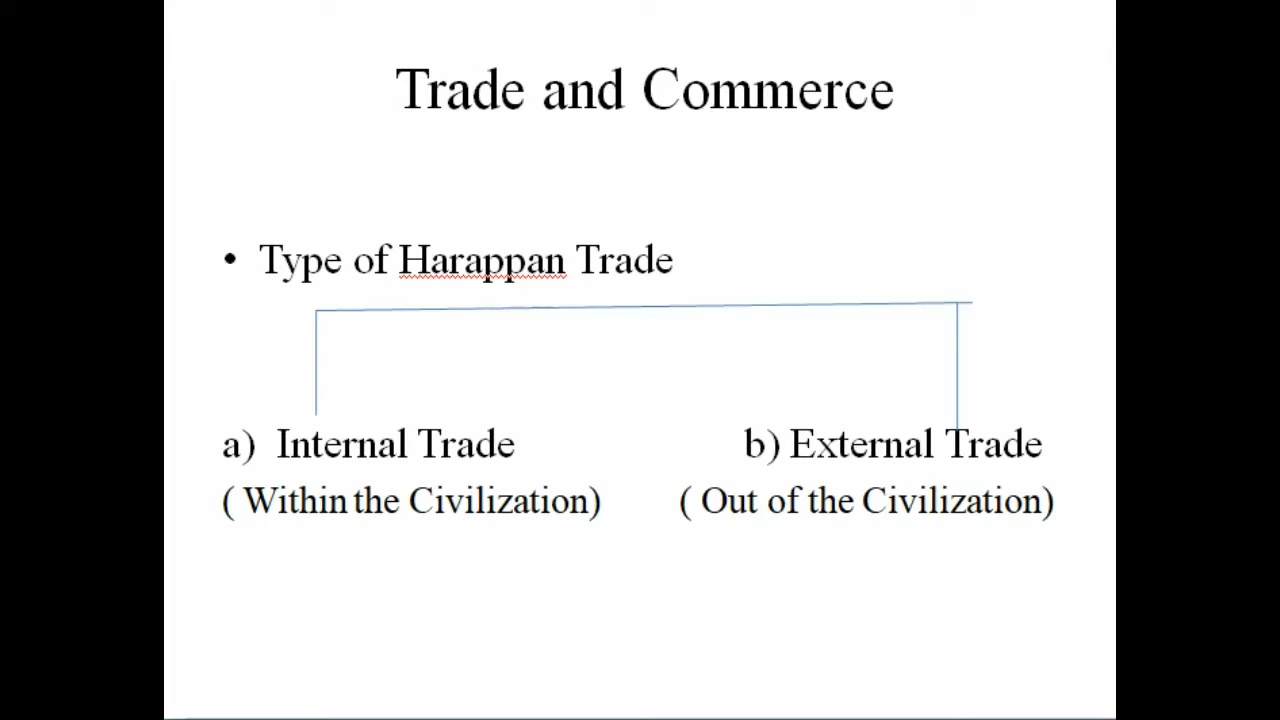 Trade and Commerce
• Type of Harappan Trade
a) Internal Trade b) External Trade
( Within the Civilization) ( Out of the Civilization)